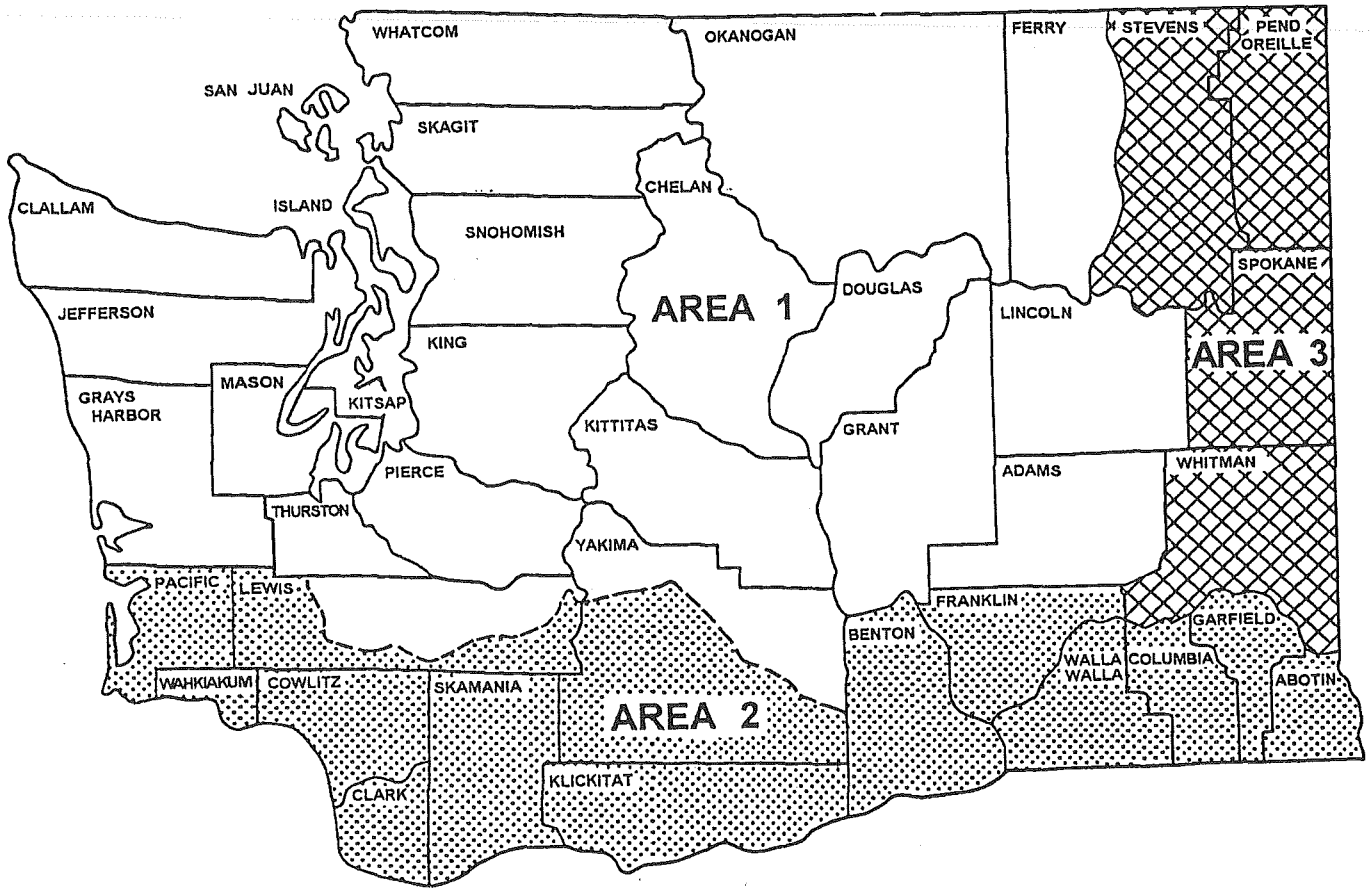 WHATCOM
OKANOGAN
FERRY
STEVENS
PEND
OREILLE
SAN JUAN
SKAGIT
CHELAN
CLALLAM
ISLAND
SNOHOMISH
SPOKANE
DOUGLAS
AREA 1
LINCOLN
JEFFERSON
KING
AREA 3
MASON
GRAYS
HARBOR
KITSAP
KITTITAS
GRANT
PIERCE
ADAMS
WHITMAN
THURSTON
YAKIMA
PACIFIC
LEWIS
FRANKLIN
GARFIELD
BENTON
WALLA
WALLA
COLUMBIA
WAHKIAKUM
COWLITZ
SKAMANIA
ABOTIN
AREA 2
KLICKITAT
CLARK